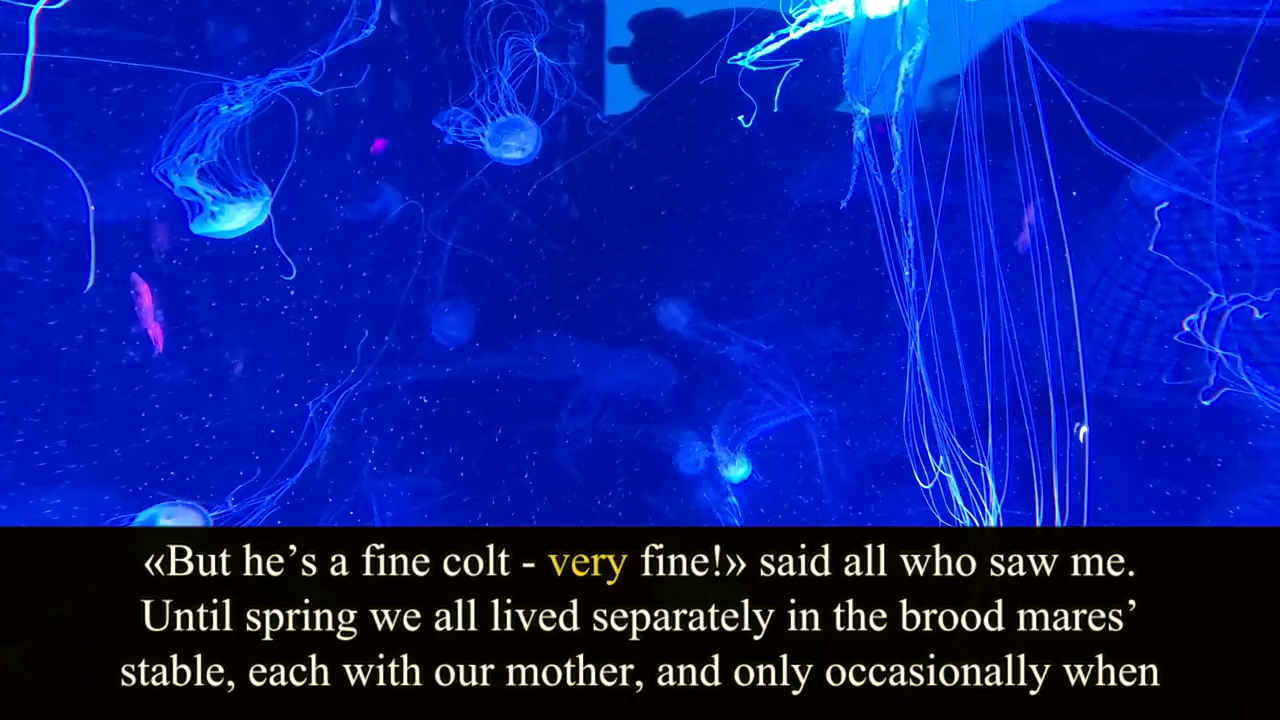 «But he’s a fine colt - very fine!» said all who saw me.
Until spring we all lived separately in the brood mares’
stable, each with our mother, and only occasionally when